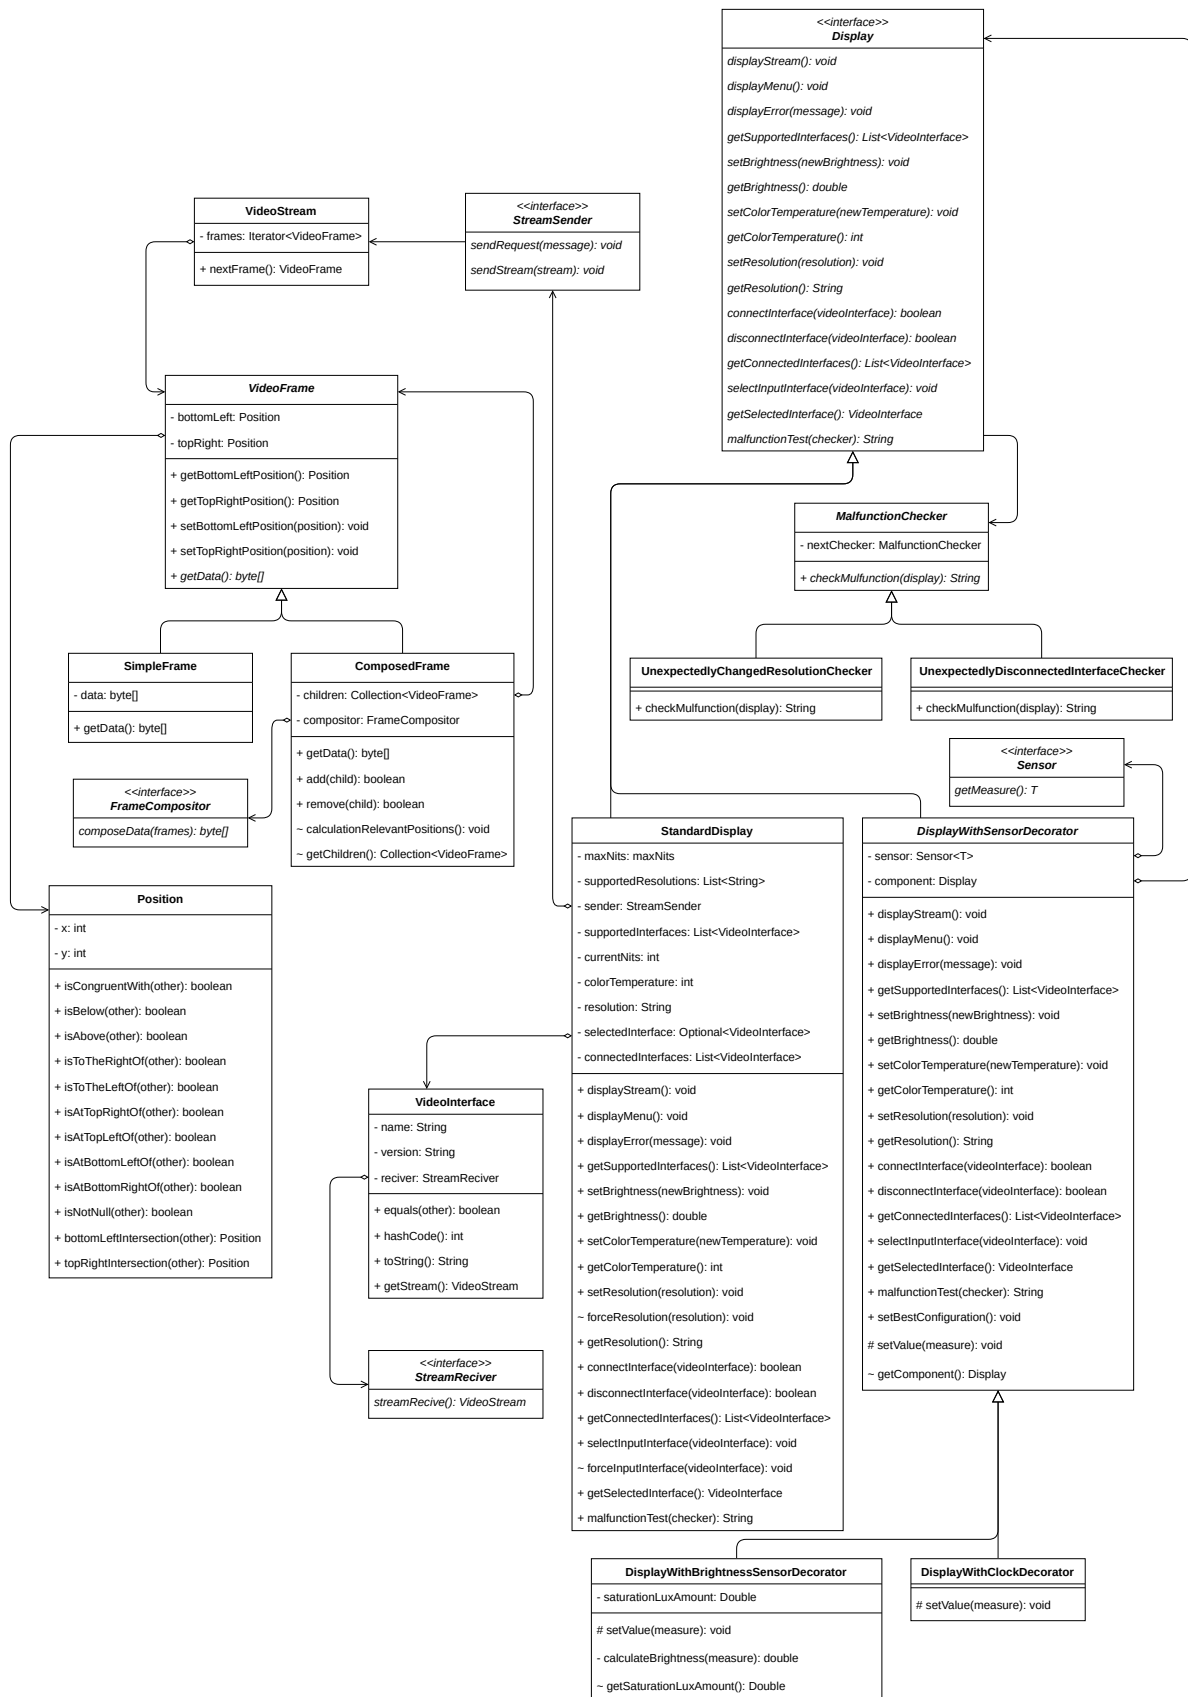 <<interface>>
Display
displayStream(): void
displayMenu(): void
displayError(message): void
getSupportedInterfaces(): List<VideoInterface>
setBrightness(newBrightness): void
getBrightness(): double
setColorTemperature(newTemperature): void
getColorTemperature(): int
setResolution(resolution): void
getResolution(): String
connectInterface(videoInterface): boolean
disconnectInterface(videoInterface): boolean
getConnectedInterfaces(): List<VideoInterface>
selectInputInterface(videoInterface): void
getSelectedInterface(): VideoInterface
malfunctionTest(checker): String
VideoStream
- frames: Iterator<VideoFrame>
+ nextFrame(): VideoFrame
<<interface>>
StreamSender
sendRequest(message): void
sendStream(stream): void
VideoFrame
- bottomLeft: Position
- topRight: Position
+ getBottomLeftPosition(): Position
+ getTopRightPosition(): Position
+ setBottomLeftPosition(position): void
+ setTopRightPosition(position): void
+ getData(): byte[]
MalfunctionChecker
- nextChecker: MalfunctionChecker
+ checkMulfunction(display): String
SimpleFrame
- data: byte[]
+ getData(): byte[]
ComposedFrame
- children: Collection<VideoFrame>
- compositor: FrameCompositor
+ getData(): byte[]
+ add(child): boolean
+ remove(child): boolean
~ calculationRelevantPositions(): void
~ getChildren(): Collection<VideoFrame>
UnexpectedlyChangedResolutionChecker
+ checkMulfunction(display): String
UnexpectedlyDisconnectedInterfaceChecker
+ checkMulfunction(display): String
<<interface>>
FrameCompositor
composeData(frames): byte[]
<<interface>>
Sensor
getMeasure(): T
Position
- x: int
- y: int
+ isCongruentWith(other): boolean
+ isBelow(other): boolean
+ isAbove(other): boolean
+ isToTheRightOf(other): boolean
+ isToTheLeftOf(other): boolean
+ isAtTopRightOf(other): boolean
+ isAtTopLeftOf(other): boolean
+ isAtBottomLeftOf(other): boolean
+ isAtBottomRightOf(other): boolean
+ isNotNull(other): boolean
+ bottomLeftIntersection(other): Position
+ topRightIntersection(other): Position
StandardDisplay
- maxNits: maxNits
- supportedResolutions: List<String>
- sender: StreamSender
- supportedInterfaces: List<VideoInterface>
- currentNits: int
- colorTemperature: int
- resolution: String
- selectedInterface: Optional<VideoInterface>
- connectedInterfaces: List<VideoInterface>
+ displayStream(): void
+ displayMenu(): void
+ displayError(message): void
+ getSupportedInterfaces(): List<VideoInterface>
+ setBrightness(newBrightness): void
+ getBrightness(): double
+ setColorTemperature(newTemperature): void
+ getColorTemperature(): int
+ setResolution(resolution): void
~ forceResolution(resolution): void
+ getResolution(): String
+ connectInterface(videoInterface): boolean
+ disconnectInterface(videoInterface): boolean
+ getConnectedInterfaces(): List<VideoInterface>
+ selectInputInterface(videoInterface): void
~ forceInputInterface(videoInterface): void
+ getSelectedInterface(): VideoInterface
+ malfunctionTest(checker): String
DisplayWithSensorDecorator
- sensor: Sensor<T>
- component: Display
+ displayStream(): void
+ displayMenu(): void
+ displayError(message): void
+ getSupportedInterfaces(): List<VideoInterface>
+ setBrightness(newBrightness): void
+ getBrightness(): double
+ setColorTemperature(newTemperature): void
+ getColorTemperature(): int
+ setResolution(resolution): void
+ getResolution(): String
+ connectInterface(videoInterface): boolean
+ disconnectInterface(videoInterface): boolean
+ getConnectedInterfaces(): List<VideoInterface>
+ selectInputInterface(videoInterface): void
+ getSelectedInterface(): VideoInterface
+ malfunctionTest(checker): String
+ setBestConfiguration(): void
# setValue(measure): void
~ getComponent(): Display
VideoInterface
- name: String
- version: String
- reciver: StreamReciver
+ equals(other): boolean
+ hashCode(): int
+ toString(): String
+ getStream(): VideoStream
<<interface>>
StreamReciver
streamRecive(): VideoStream
DisplayWithBrightnessSensorDecorator
- saturationLuxAmount: Double
# setValue(measure): void
- calculateBrightness(measure): double
~ getSaturationLuxAmount(): Double
DisplayWithClockDecorator
# setValue(measure): void